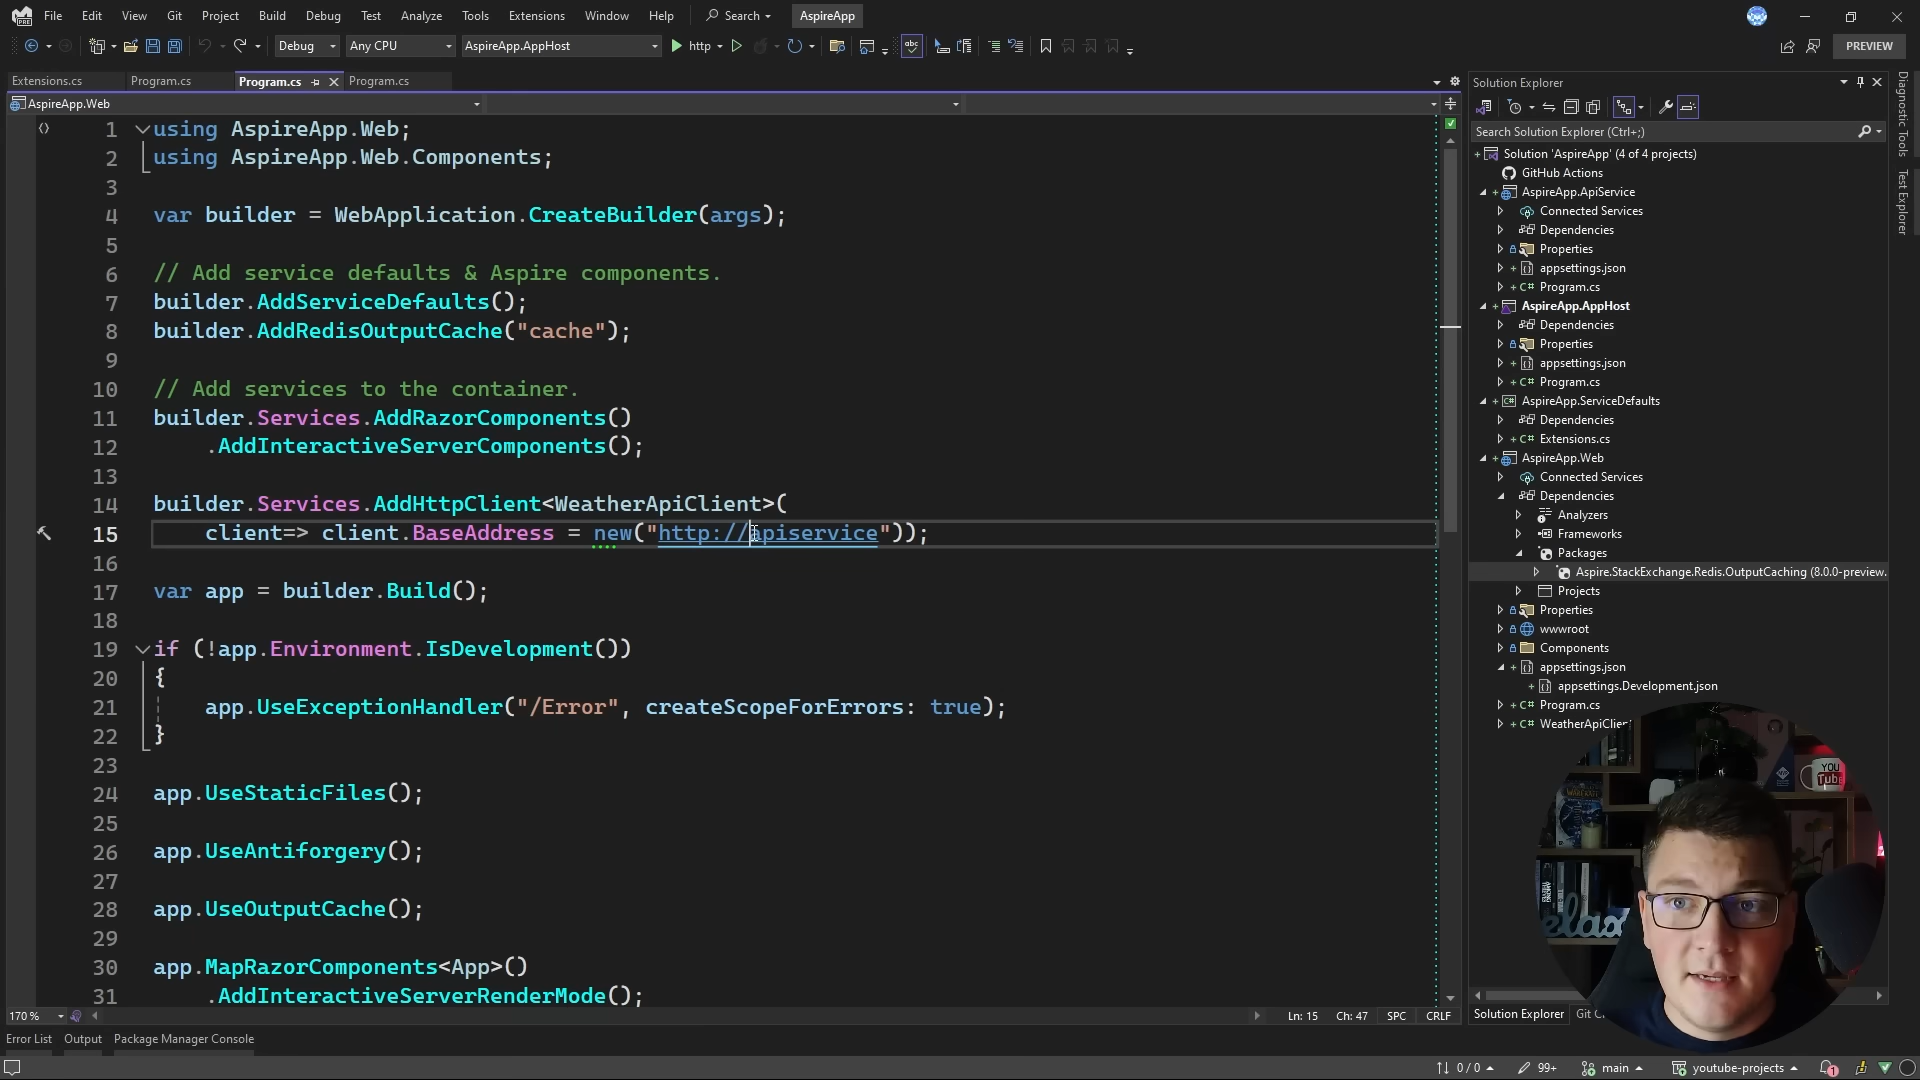 File Edit View Git Project Build Debug Test Analyze Tools Extensions Window Help Search AspireApp
Debug Any CPU AspireApp.AppHost http PREVIEW
Extensions.cs Program.cs Program.cs Program.cs
AspireApp.Web
1 using AspireApp.Web;
2 using AspireApp.Web.Components;
3
4 var builder = WebApplication.CreateBuilder(args);
5
6 // Add service defaults & Aspire components.
7 builder.AddServiceDefaults();
8 builder.AddRedisOutputCache("cache");
9
10 // Add services to the container.
11 builder.Services.AddRazorComponents()
12 .AddInteractiveServerComponents();
13
14 builder.Services.AddHttpClient<WeatherApiClient>(
15 client=> client.BaseAddress = new("http://apiservice"));
16
17 var app = builder.Build();
18
19 if (!app.Environment.IsDevelopment())
20 {
21 app.UseExceptionHandler("/Error", createScopeForErrors: true);
22 }
23
24 app.UseStaticFiles();
25
26 app.UseAntiforgery();
27
28 app.UseOutputCache();
29
30 app.MapRazorComponents<App>()
31 .AddInteractiveServerRenderMode();
170 % Ln: 15 Ch: 47 SPC CRLF
Error List Output Package Manager Console
Solution Explorer
Search Solution Explorer (Ctrl+;)
Solution 'AspireApp' (4 of 4 projects)
GitHub Actions
AspireApp.ApiService
Connected Services
Dependencies
Properties
appsettings.json
C# Program.cs
AspireApp.AppHost
Dependencies
Properties
appsettings.json
C# Program.cs
AspireApp.ServiceDefaults
Dependencies
C# Extensions.cs
AspireApp.Web
Connected Services
Dependencies
Analyzers
Frameworks
Packages
Aspire.StackExchange.Redis.OutputCaching (8.0.0-preview.
Projects
Properties
wwwroot
Components
appsettings.json
appsettings.Development.json
C# Program.cs
C# WeatherApiClient
Solution Explorer Git C
Diagnostic Tools
Test Explorer
YOU
Tube
relax
0 / 0 99+ main youtube-projects 1